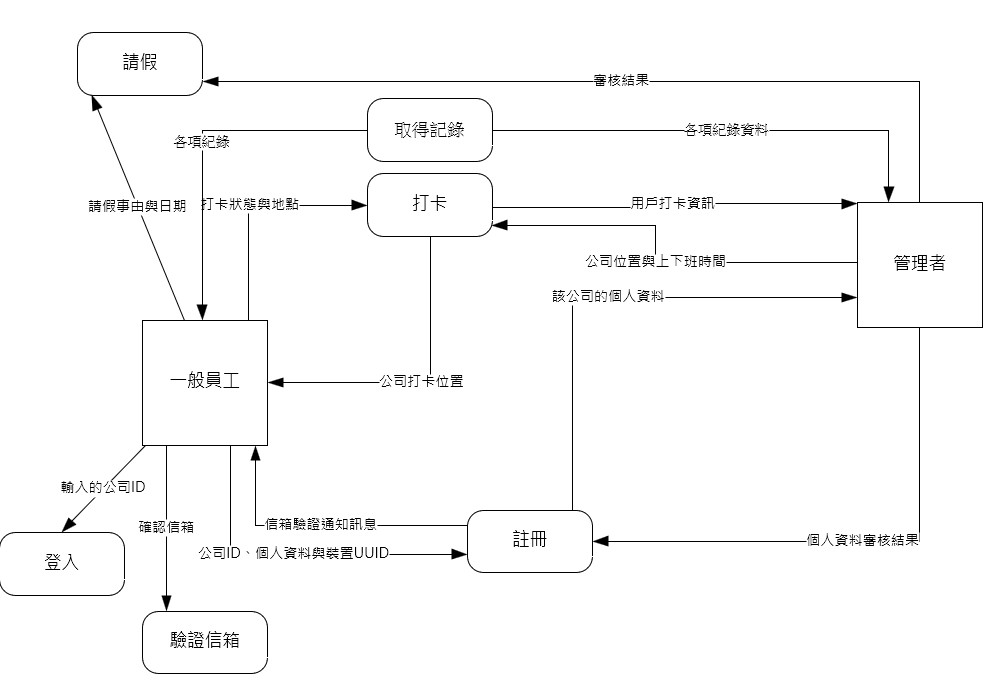 請假
審核結果
取得記錄
各項紀錄
各項紀錄資料
請假事由與日期
打卡狀態與地點
打卡
用戶打卡資訊
公司位置與上下班時間
管理者
該公司的個人資料
一般員工
公司打卡位置
輸入的公司ID
確認信箱
信箱驗證通知訊息
註冊
個人資料審核結果
公司ID、個人資料與裝置UUID
登入
驗證信箱